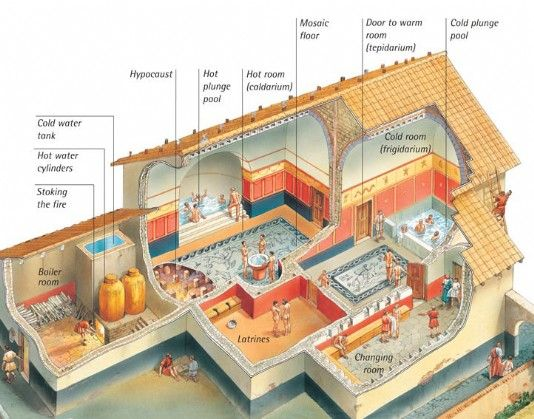 Mosaic
floor
Door to warm
room
(tepidarium)
Cold plunge
pool
Hypocaust
Hot
plunge
pool
Hot room
(caldarium)
Cold water
tank
Hot water
cylinders
Stoking
the fire
Cold room
(frigidarium)
Boiler
room
Latrines
Changing
room